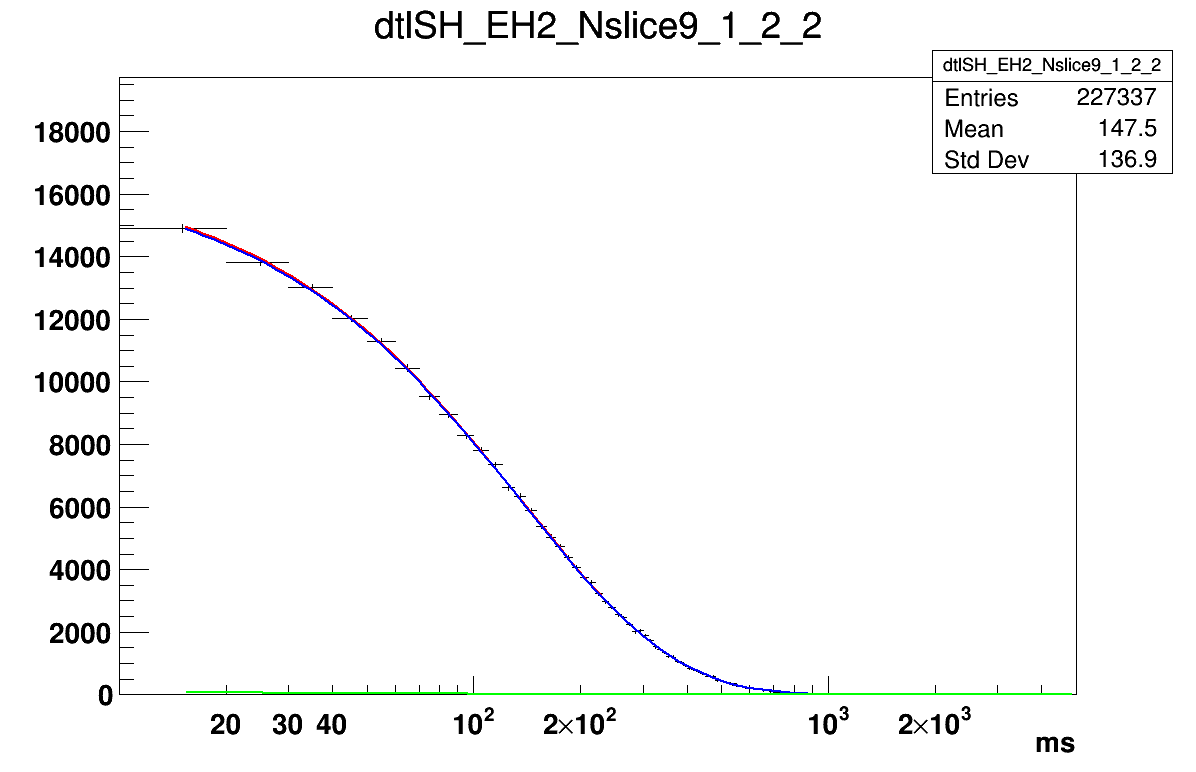 dtlSH_EH2_Nslice9_1_2_2
dtlSH_EH2_Nslice9_1_2_2
Entries 227337
Mean 147.5
Std Dev 136.9
18000
16000
14000
12000
10000
8000
6000
4000
2000
0
20 30 40 10² 2×10² 10³ 2×10³
ms